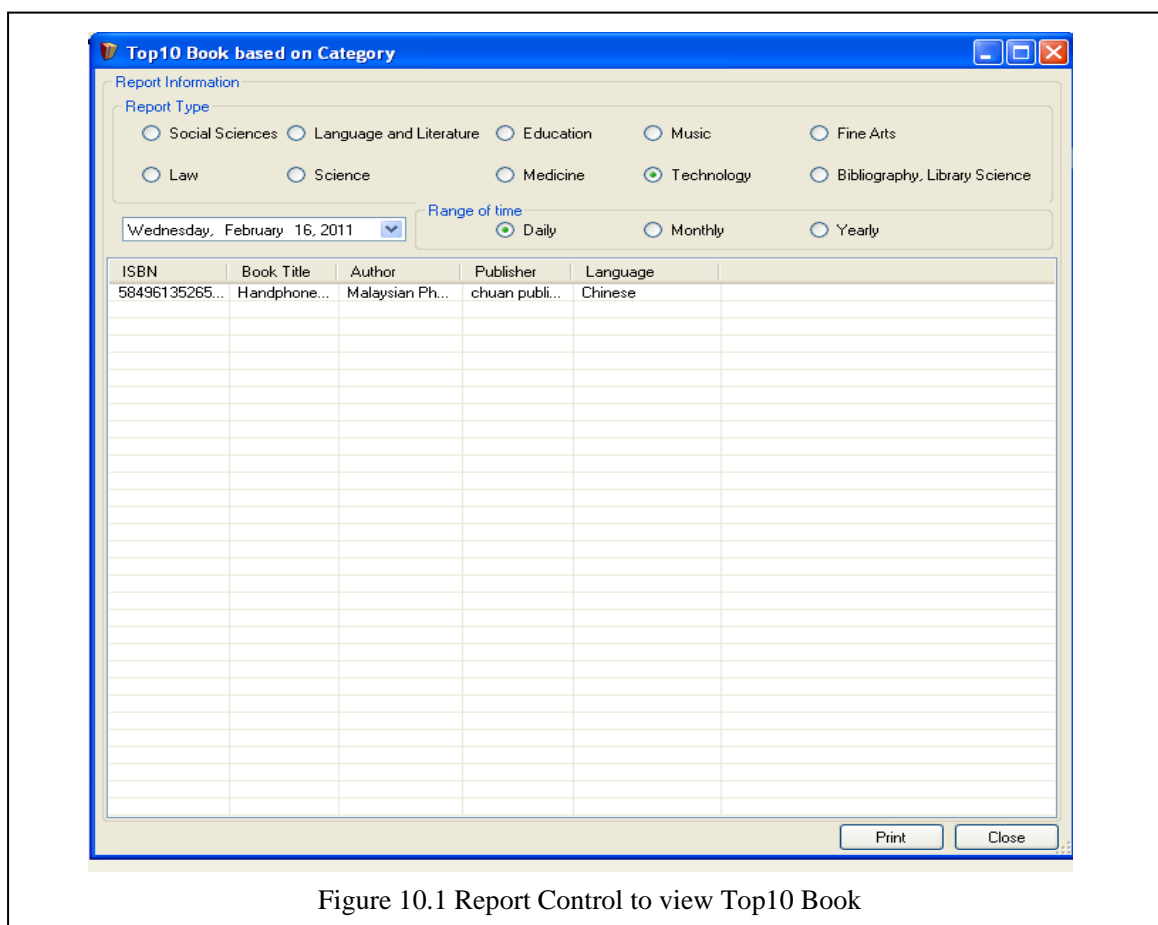 Top10 Book based on Category
Report Information
Report Type
Social Sciences Language and Literature Education Music Fine Arts
Law Science Medicine Technology Bibliography, Library Science
Range of time
Wednesday, February 16, 2011 Daily Monthly Yearly
ISBN Book Title Author Publisher Language
58496135265... Handphone... Malaysian Ph... chuan publi... Chinese
Print Close
Figure 10.1 Report Control to view Top10 Book